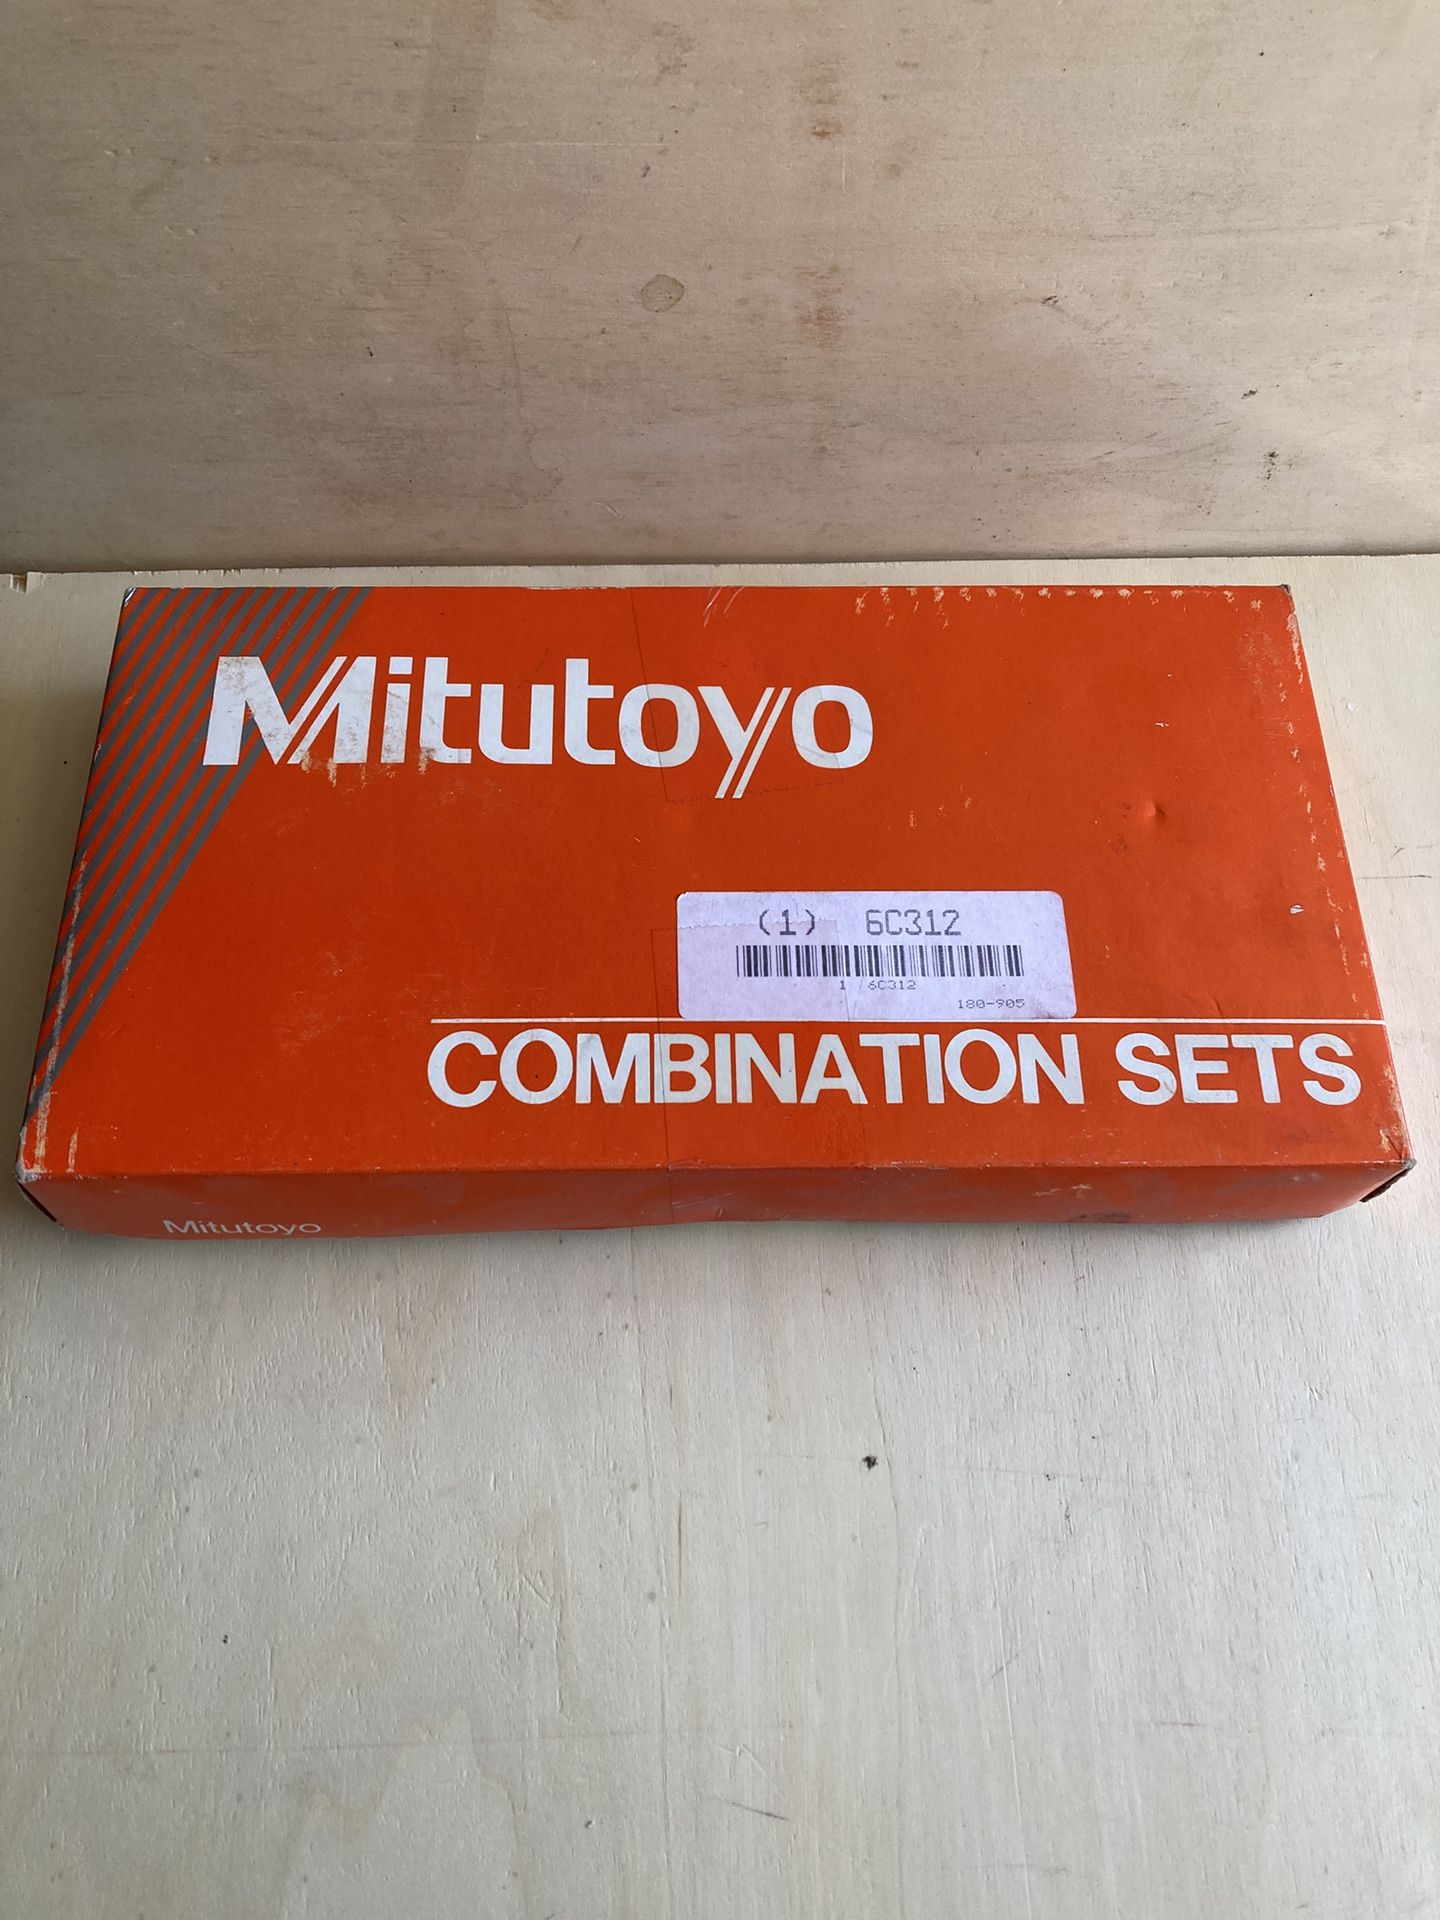 Mitutoyo
(1) 6C312
1 6C312
180-905
COMBINATION SETS
Mitutoyo